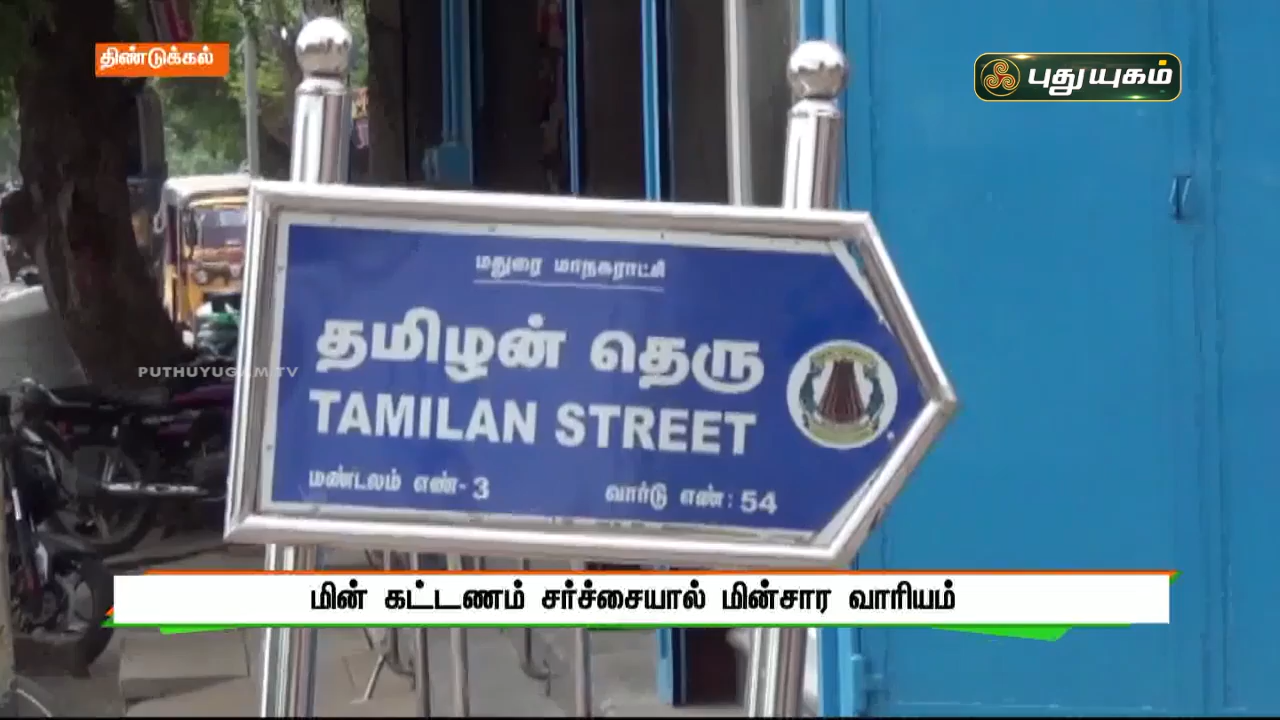 திண்டுக்கல்
புதுயுகம்
மதுரை மாநகராட்சி
தமிழன் தெரு
PUTHUYUGAM TV
TAMILAN STREET
மண்டலம் எண்- 3 வார்டு எண்: 54
மின் கட்டணம் சர்ச்சையால் மின்சார வாரியம்